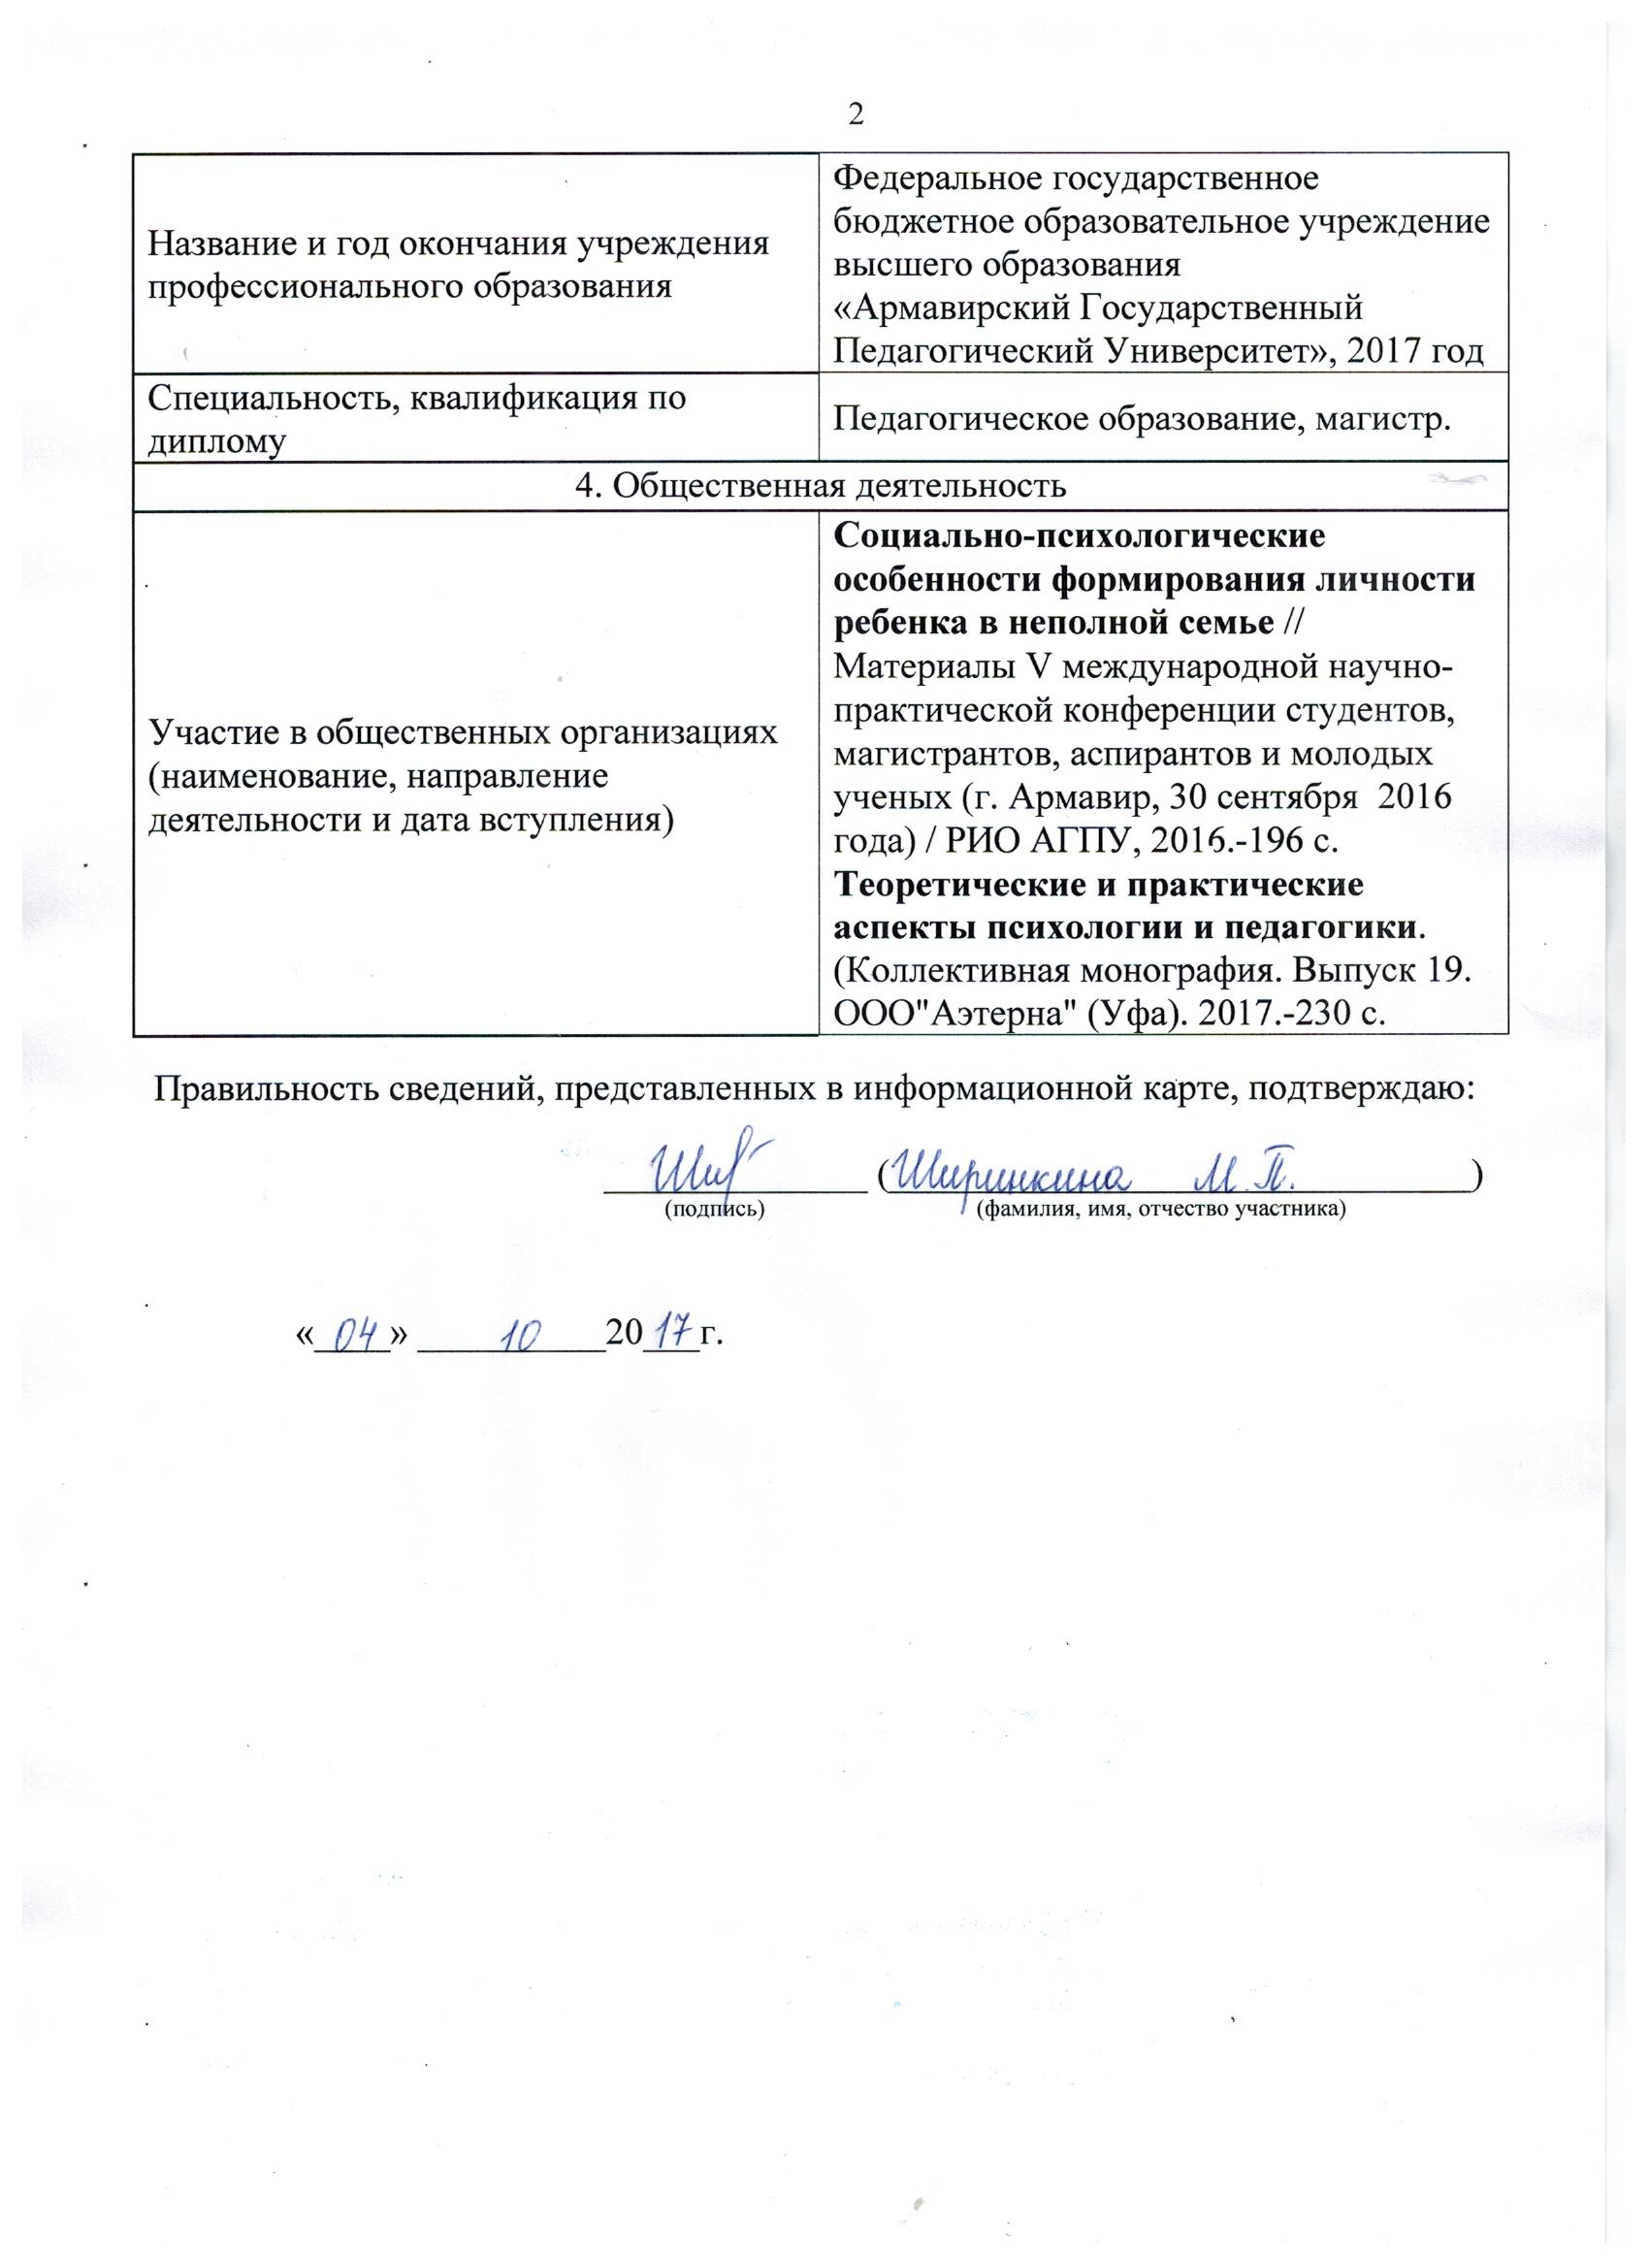 2
Название и год окончания учреждения
профессионального образования
Федеральное государственное
бюджетное образовательное учреждение
высшего образования
«Армавирский Государственный
Педагогический Университет», 2017 год
Специальность, квалификация по
диплому
Педагогическое образование, магистр.
4. Общественная деятельность
Участие в общественных организациях
(наименование, направление
деятельности и дата вступления)
Социально-психологические
особенности формирования личности
ребенка в неполной семье //
Материалы V международной научно-
практической конференции студентов,
магистрантов, аспирантов и молодых
ученых (г. Армавир, 30 сентября 2016
года) / РИО АГПУ, 2016.-196 с.
Теоретические и практические
аспекты психологии и педагогики.
(Коллективная монография. Выпуск 19.
ООО"Аэтерна" (Уфа). 2017.-230 с.
Правильность сведений, представленных в информационной карте, подтверждаю:
(Ширинкина М.П.)
(подпись) (фамилия, имя, отчество участника)
«04» 10 2017г.